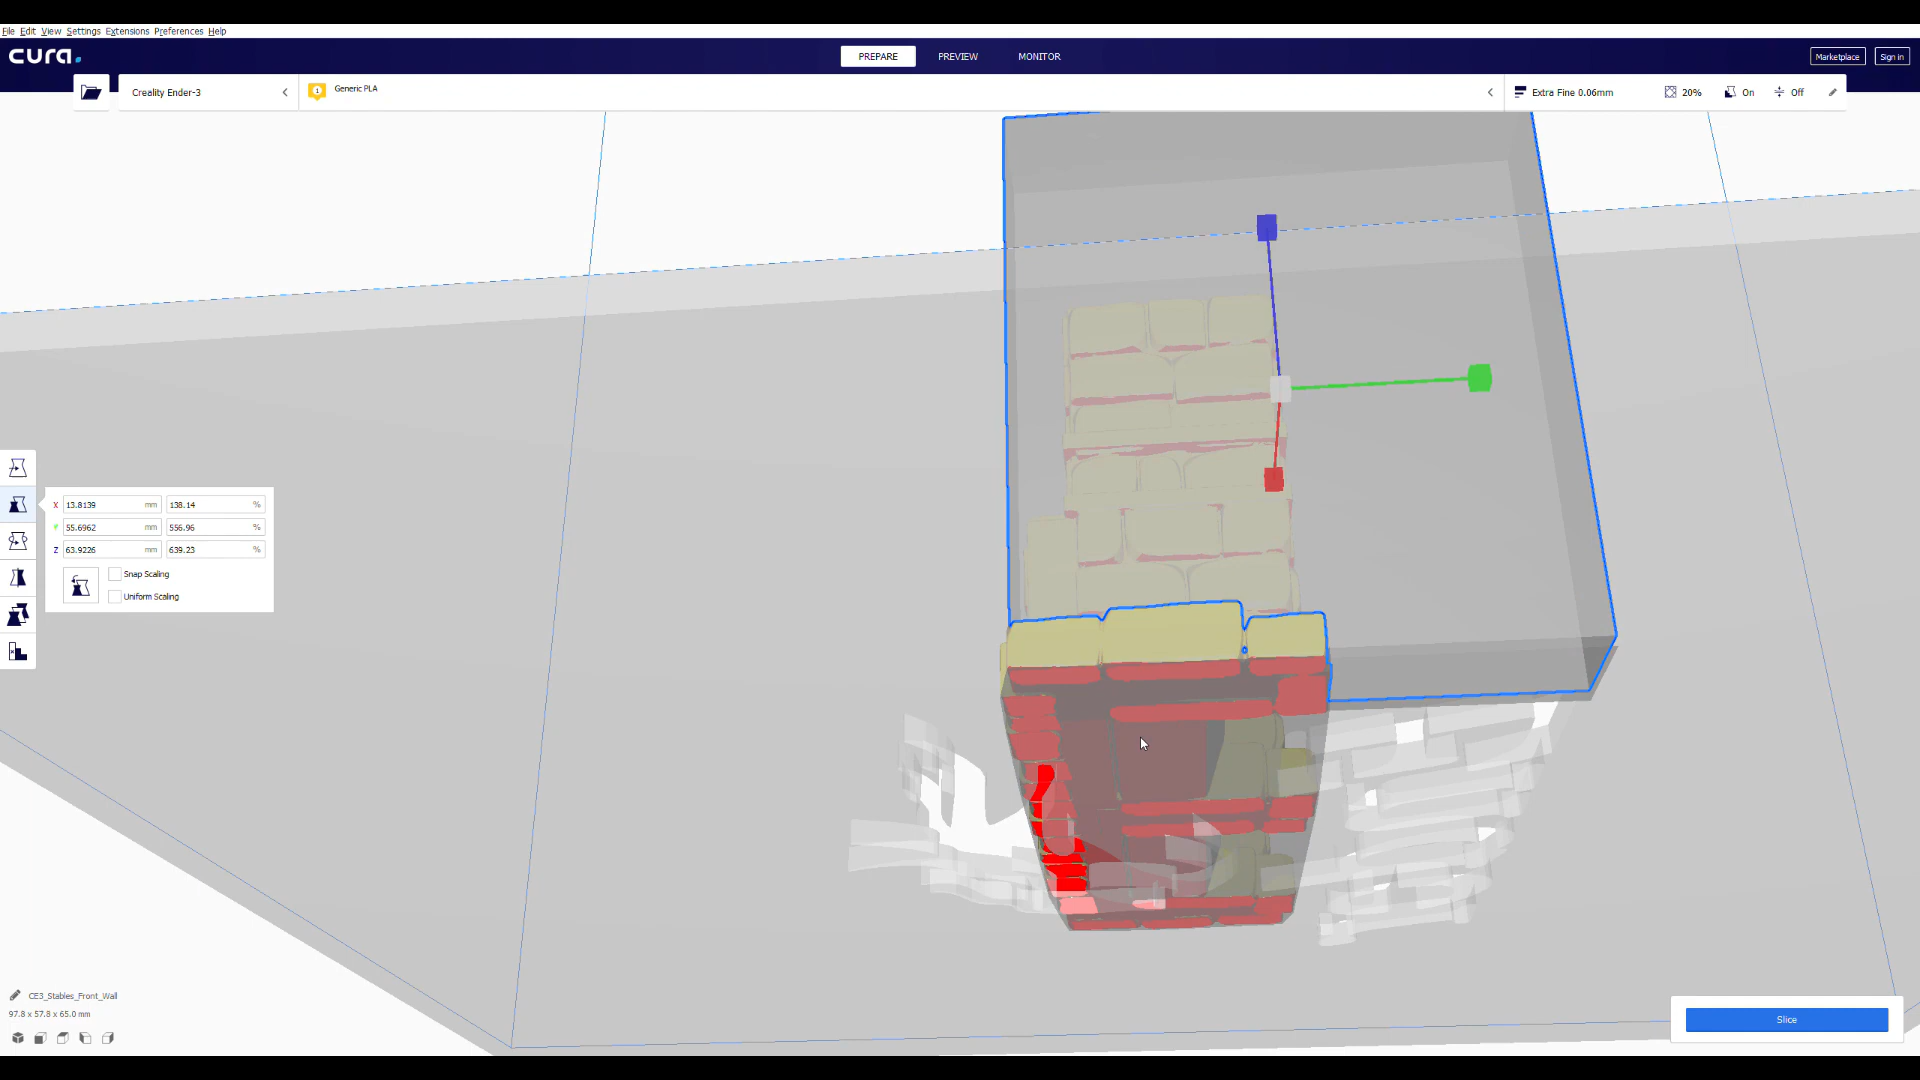 File Edit View Settings Extensions Preferences Help
cura.
PREPARE PREVIEW MONITOR
Marketplace Sign in
Creality Ender-3
1 Generic PLA
Extra Fine 0.06mm 20% On Off
X 13.8139 mm 138.14 %
Y 55.6962 mm 556.96 %
Z 63.9226 mm 639.23 %
Snap Scaling
Uniform Scaling
CE3_Stables_Front_Wall
97.8 x 57.8 x 65.0 mm
Slice